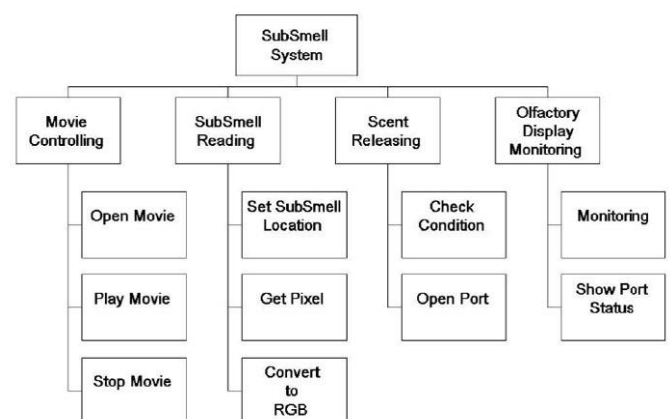 SubSmell
System
Movie
Controlling
SubSmell
Reading
Scent
Releasing
Olfactory
Display
Monitoring
Open Movie
Set SubSmell
Location
Check
Condition
Monitoring
Play Movie
Get Pixel
Open Port
Show Port
Status
Stop Movie
Convert
to
RGB